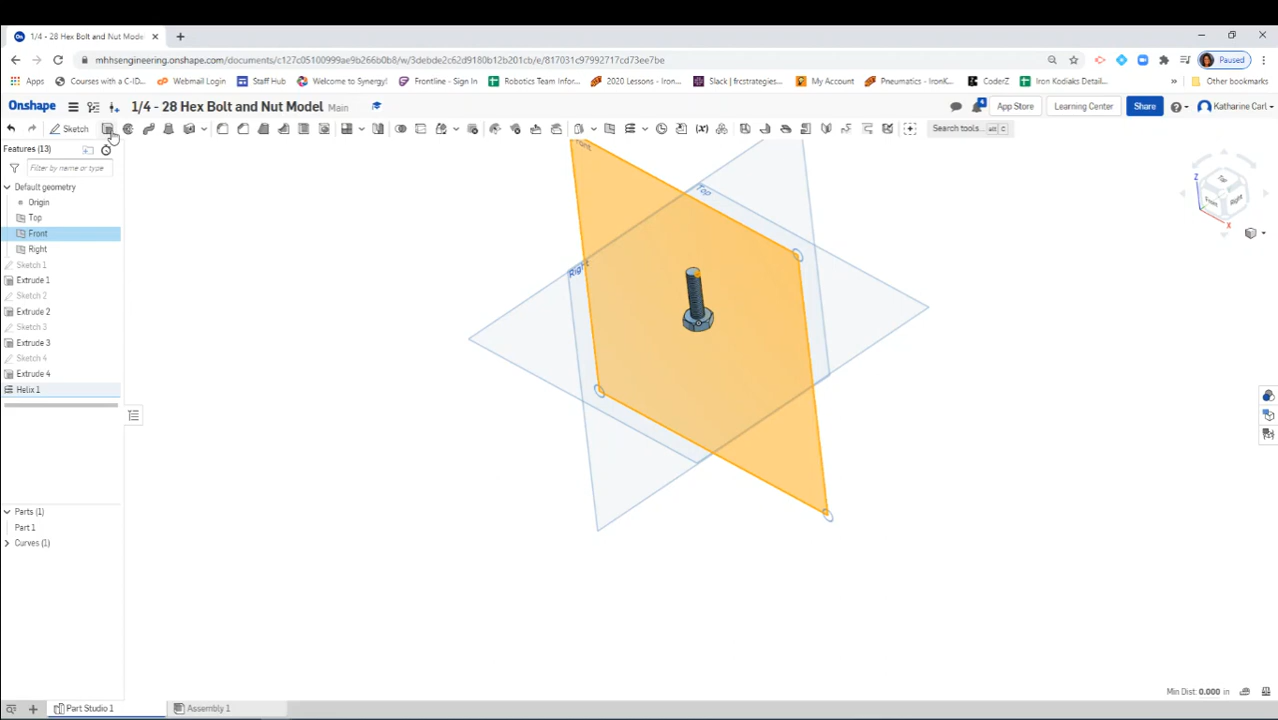 1/4 - 28 Hex Bolt and Nut Model
mhhsengineering.onshape.com/documents/c127c05100999ae9b266b0b8/w/3debde2c62d9180b12b201cb/e/817031c97992717cd73ee7be
Paused
Apps
Courses with a C-ID...
Webmail Login
Staff Hub
Welcome to Synergy!
Frontline - Sign In
Robotics Team Infor...
2020 Lessons - Iron...
Slack | frcstrategies...
My Account
Pneumatics - IronK...
CoderZ
Iron Kodiaks Detail...
»
Other bookmarks
Onshape
1/4 - 28 Hex Bolt and Nut Model Main
4
App Store
Learning Center
Share
Katharine Carl
Sketch
(x)
Search tools...
alt C
Features (13)
Filter by name or type
Default geometry
Origin
Top
Front
Right
Sketch 1
Extrude 1
Sketch 2
Extrude 2
Sketch 3
Extrude 3
Sketch 4
Extrude 4
Helix 1
Parts (1)
Part 1
Curves (1)
Front
Top
Right
Z
Front
Right
X
Min Dist: 0.000 in
Part Studio 1
Assembly 1